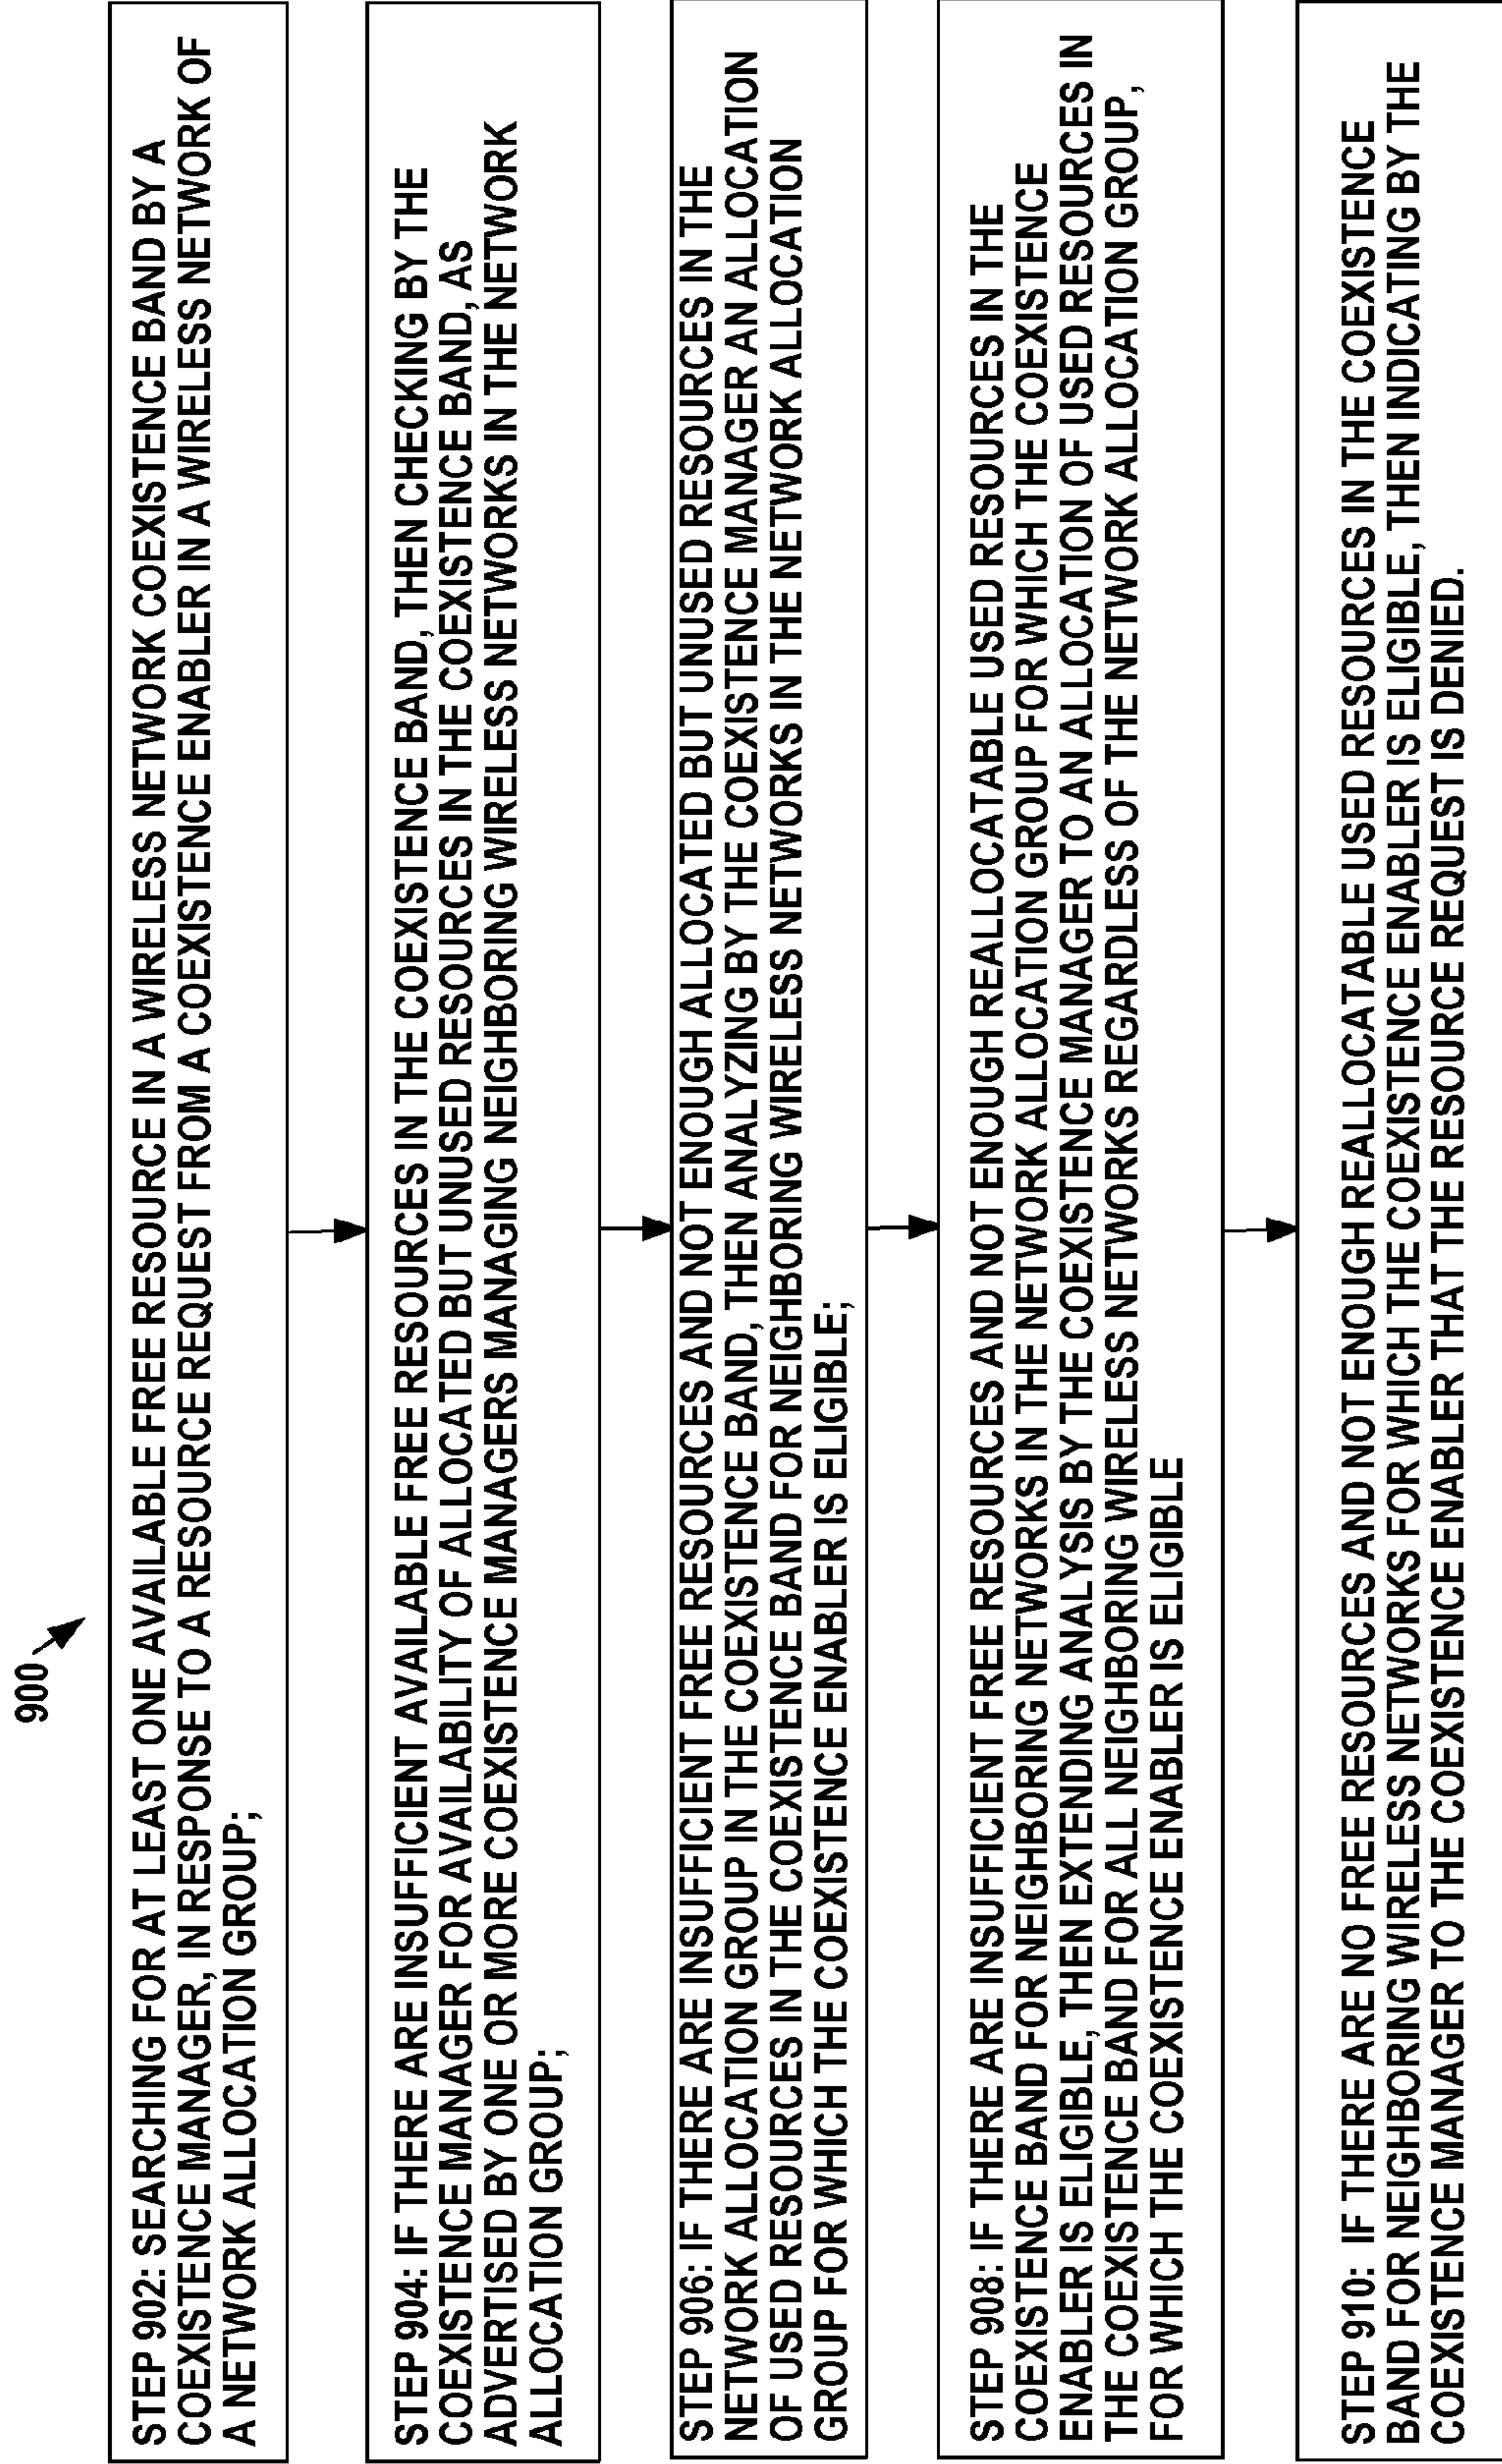 900
STEP 902: SEARCHING FOR AT LEAST ONE AVAILABLE FREE RESOURCE IN A WIRELESS NETWORK COEXISTENCE BAND BY A
COEXISTENCE MANAGER, IN RESPONSE TO A RESOURCE REQUEST FROM A COEXISTENCE ENABLER IN A WIRELESS NETWORK OF
A NETWORK ALLOCATION GROUP;
STEP 904: IF THERE ARE INSUFFICIENT AVAILABLE FREE RESOURCES IN THE COEXISTENCE BAND, THEN CHECKING BY THE
COEXISTENCE MANAGER FOR AVAILABILITY OF ALLOCATED BUT UNUSED RESOURCES IN THE COEXISTENCE BAND, AS
ADVERTISED BY ONE OR MORE COEXISTENCE MANAGERS MANAGING NEIGHBORING WIRELESS NETWORKS IN THE NETWORK
ALLOCATION GROUP;
STEP 906: IF THERE ARE INSUFFICIENT FREE RESOURCES AND NOT ENOUGH ALLOCATED BUT UNUSED RESOURCES IN THE
NETWORK ALLOCATION GROUP IN THE COEXISTENCE BAND, THEN ANALYZING BY THE COEXISTENCE MANAGER AN ALLOCATION
OF USED RESOURCES IN THE COEXISTENCE BAND FOR NEIGHBORING WIRELESS NETWORKS IN THE NETWORK ALLOCATION
GROUP FOR WHICH THE COEXISTENCE ENABLER IS ELIGIBLE;
STEP 908: IF THERE ARE INSUFFICIENT FREE RESOURCES AND NOT ENOUGH REALLOCATABLE USED RESOURCES IN THE
COEXISTENCE BAND FOR NEIGHBORING NETWORKS IN THE NETWORK ALLOCATION GROUP FOR WHICH THE COEXISTENCE
ENABLER IS ELIGIBLE, THEN EXTENDING ANALYSIS BY THE COEXISTENCE MANAGER TO AN ALLOCATION OF USED RESOURCES IN
THE COEXISTENCE BAND FOR ALL NEIGHBORING WIRELESS NETWORKS REGARDLESS OF THE NETWORK ALLOCATION GROUP,
FOR WHICH THE COEXISTENCE ENABLER IS ELIGIBLE
STEP 910: IF THERE ARE NO FREE RESOURCES AND NOT ENOUGH REALLOCATABLE USED RESOURCES IN THE COEXISTENCE
BAND FOR NEIGHBORING WIRELESS NETWORKS FOR WHICH THE COEXISTENCE ENABLER IS ELIGIBLE, THEN INDICATING BY THE
COEXISTENCE MANAGER TO THE COEXISTENCE ENABLER THAT THE RESOURCE REQUEST IS DENIED.